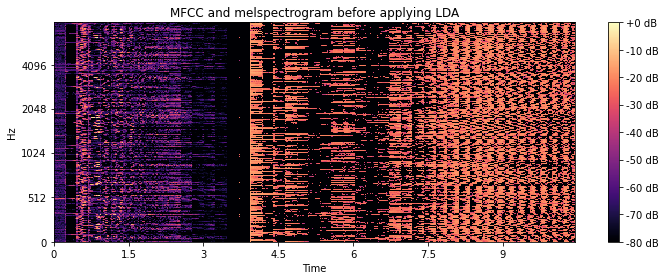 MFCC and melspectrogram before applying LDA
Hz
4096
2048
1024
512
0
0 1.5 3 4.5 6 7.5 9
Time
+0 dB
-10 dB
-20 dB
-30 dB
-40 dB
-50 dB
-60 dB
-70 dB
-80 dB